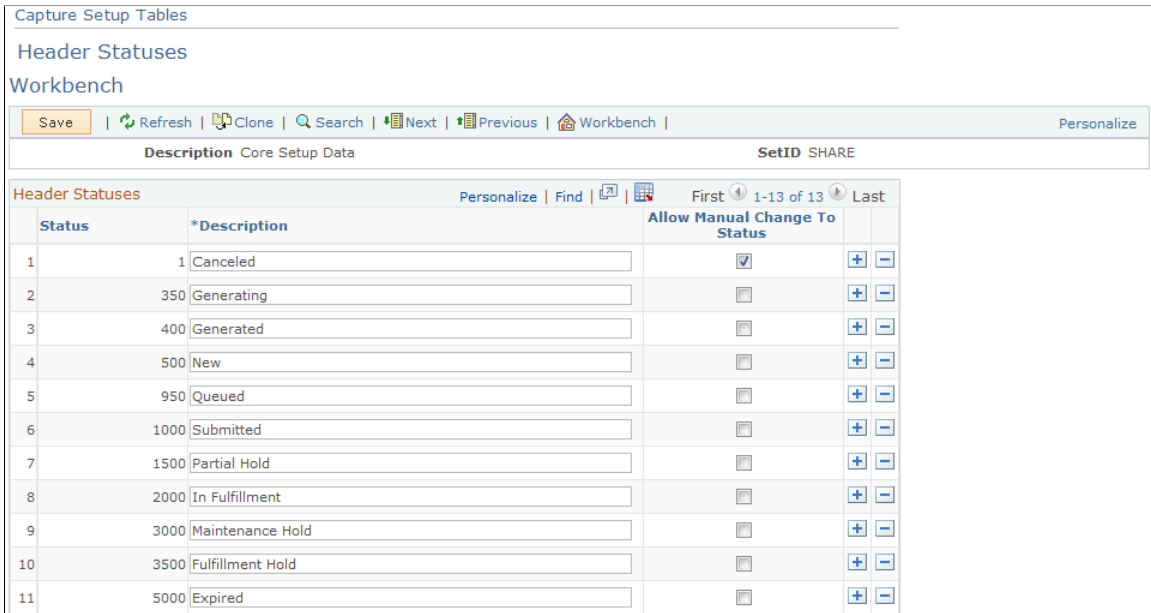 Capture Setup Tables
Header Statuses
Workbench
Save | Refresh | Clone | Search | Next | Previous | Workbench | Personalize
Description Core Setup Data SetID SHARE
Header Statuses Personalize | Find | | First 1-13 of 13 Last
Status *Description Allow Manual Change To Status
1 1 Canceled
2 350 Generating
3 400 Generated
4 500 New
5 950 Queued
6 1000 Submitted
7 1500 Partial Hold
8 2000 In Fulfillment
9 3000 Maintenance Hold
10 3500 Fulfillment Hold
11 5000 Expired